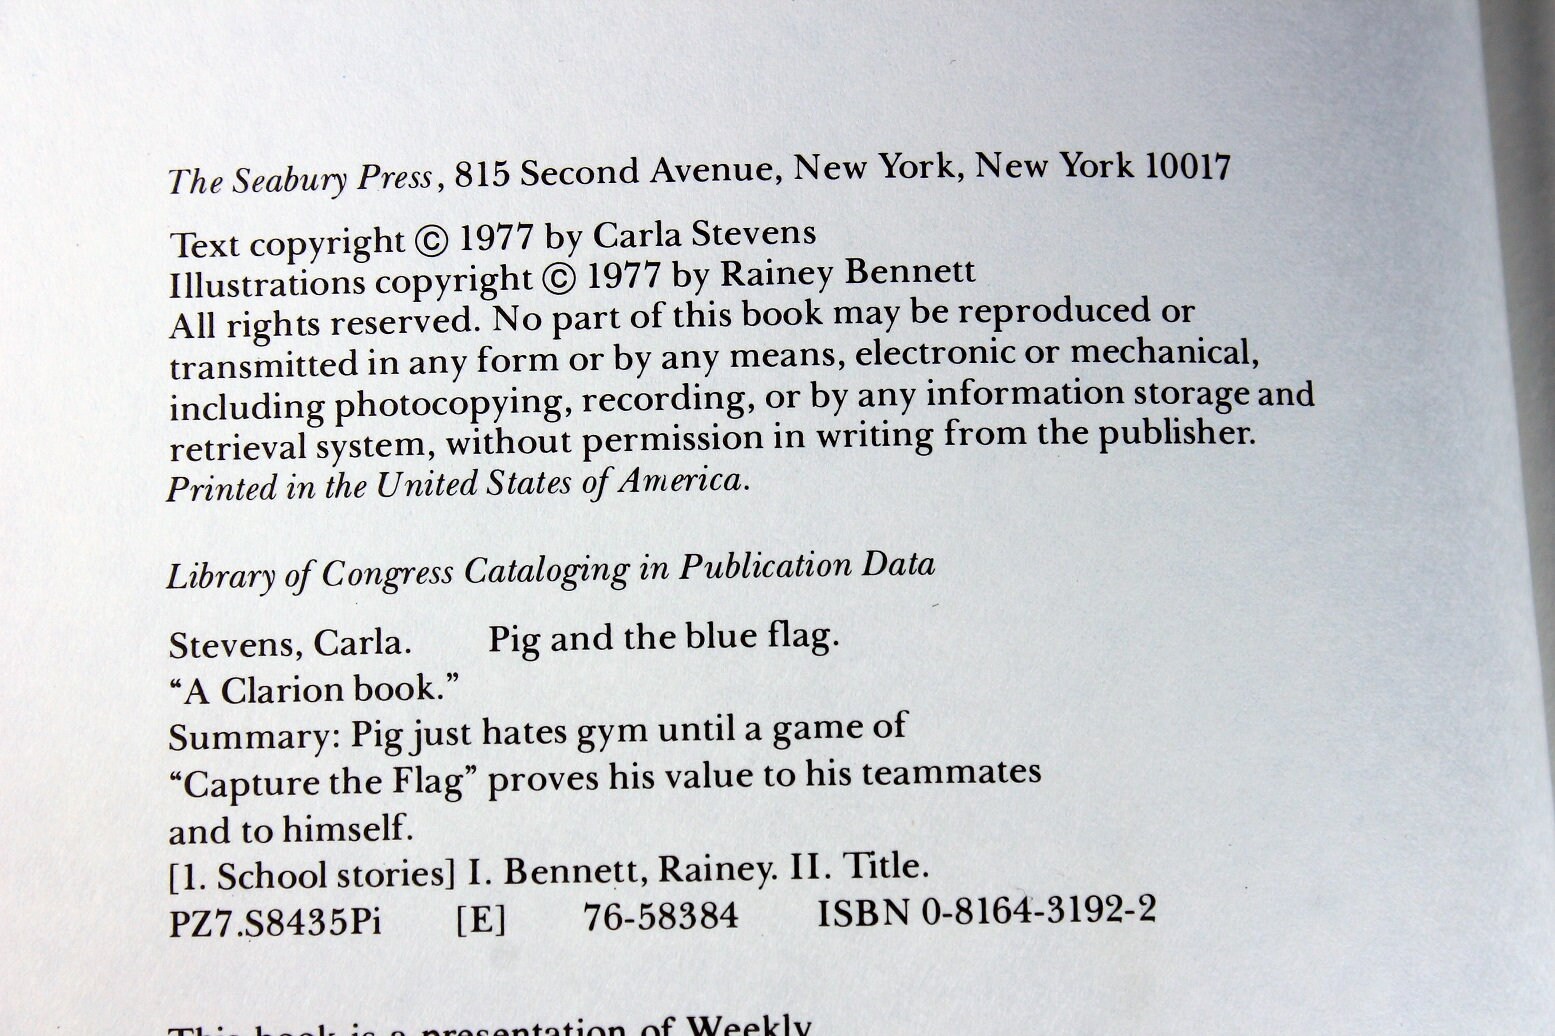 The Seabury Press, 815 Second Avenue, New York, New York 10017
Text copyright © 1977 by Carla Stevens
Illustrations copyright © 1977 by Rainey Bennett
All rights reserved. No part of this book may be reproduced or
transmitted in any form or by any means, electronic or mechanical,
including photocopying, recording, or by any information storage and
retrieval system, without permission in writing from the publisher.
Printed in the United States of America.
Library of Congress Cataloging in Publication Data
Stevens, Carla. Pig and the blue flag.
“A Clarion book.”
Summary: Pig just hates gym until a game of
“Capture the Flag” proves his value to his teammates
and to himself.
[1. School stories] I. Bennett, Rainey. II. Title.
PZ7.S8435Pi [E] 76-58384 ISBN 0-8164-3192-2
This book is a presentation of Weekly